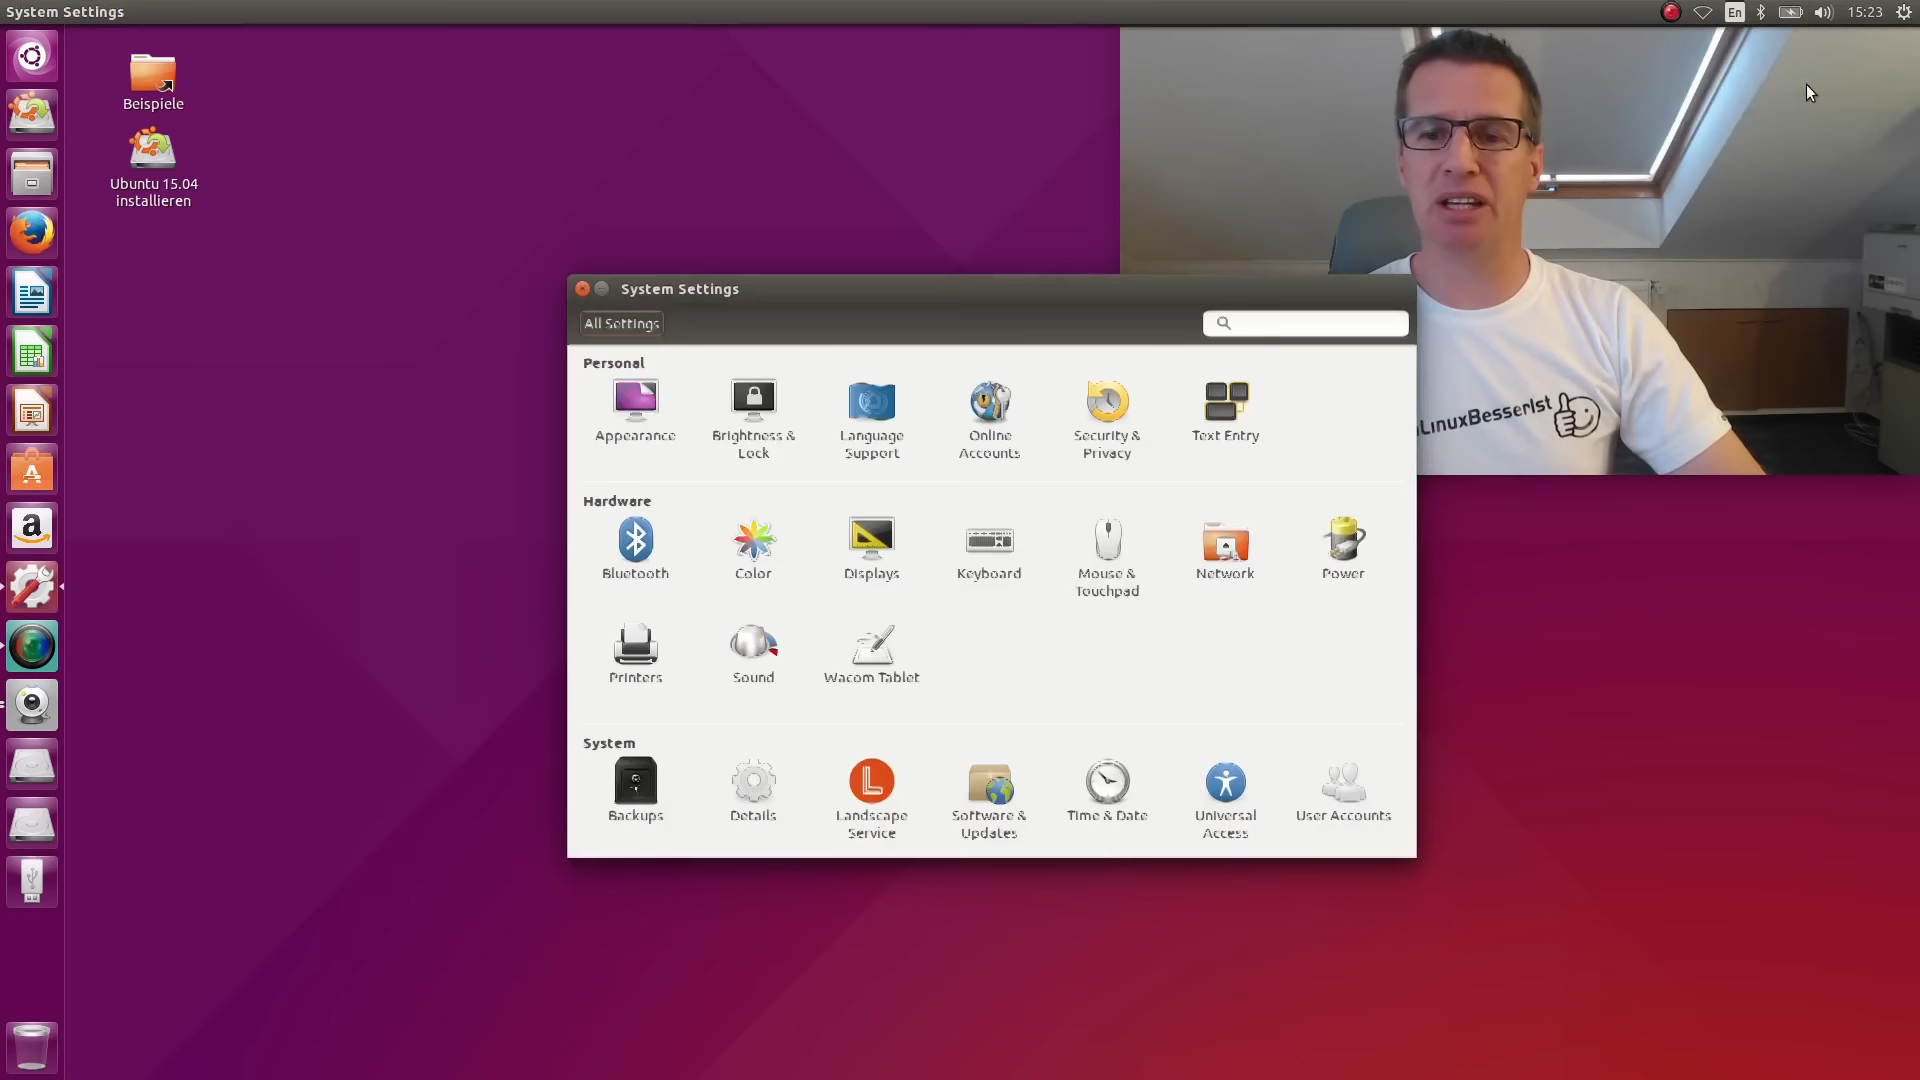 System Settings
En
15:23
Beispiele
Ubuntu 15.04
installieren
LinuxBesserIst
System Settings
All Settings
Personal
Appearance
Brightness &
Lock
Language
Support
Online
Accounts
Security &
Privacy
Text Entry
Hardware
Bluetooth
Color
Displays
Keyboard
Mouse &
Touchpad
Network
Power
Printers
Sound
Wacom Tablet
System
Backups
Details
Landscape
Service
Software &
Updates
Time & Date
Universal
Access
User Accounts